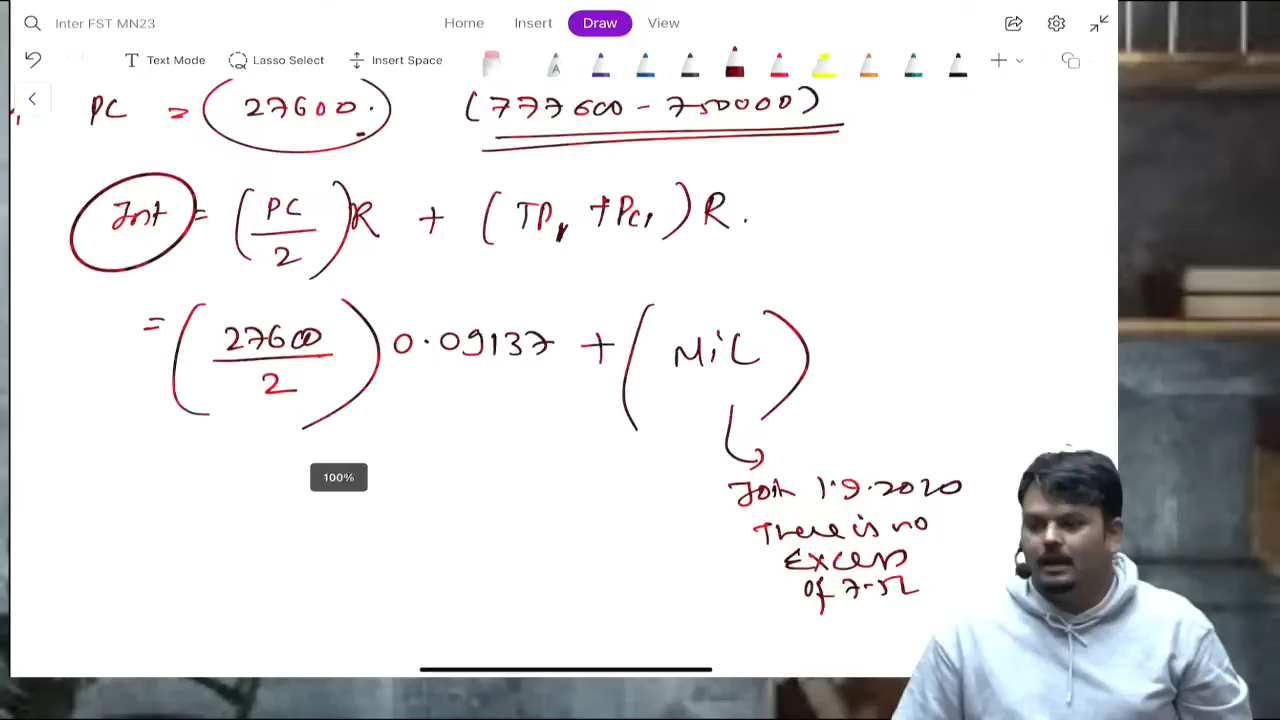 Inter FST MN23
Home Insert Draw View
Text Mode Lasso Select Insert Space
PC = 27600. (777600 - 750000)
Int = (PC/2)R + (TP1 + PC1)R.
= (27600/2) 0.09137 + (NiL)
100%
Join 1.9.2020
There is no
Excess
of 7.5L